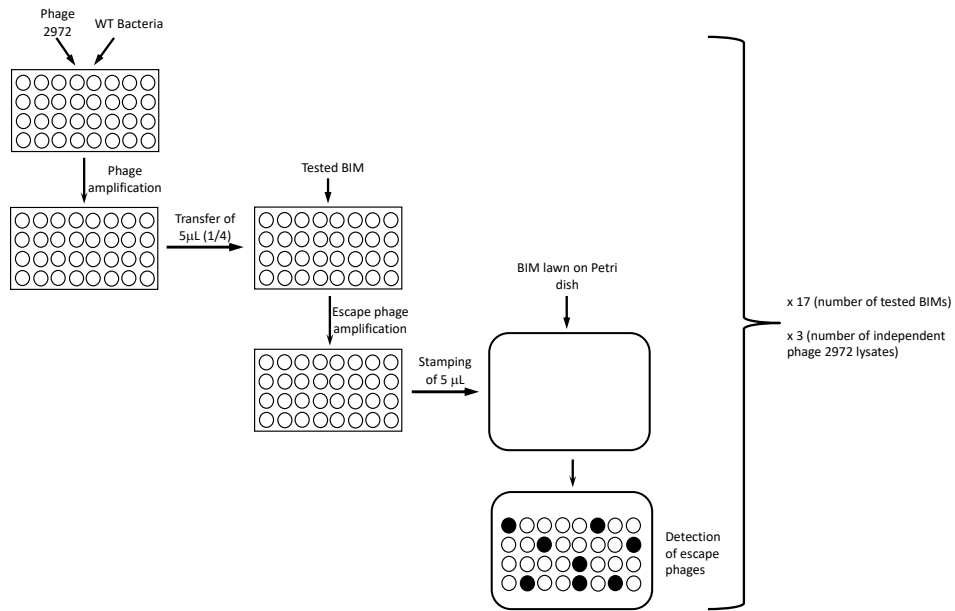 Phage
2972
WT Bacteria
Phage
amplification
Transfer of
5μL (1/4)
Tested BIM
Escape phage
amplification
Stamping
of 5 μL
BIM lawn on Petri
dish
Detection
of escape
phages
x 17 (number of tested BIMs)
x 3 (number of independent
phage 2972 lysates)